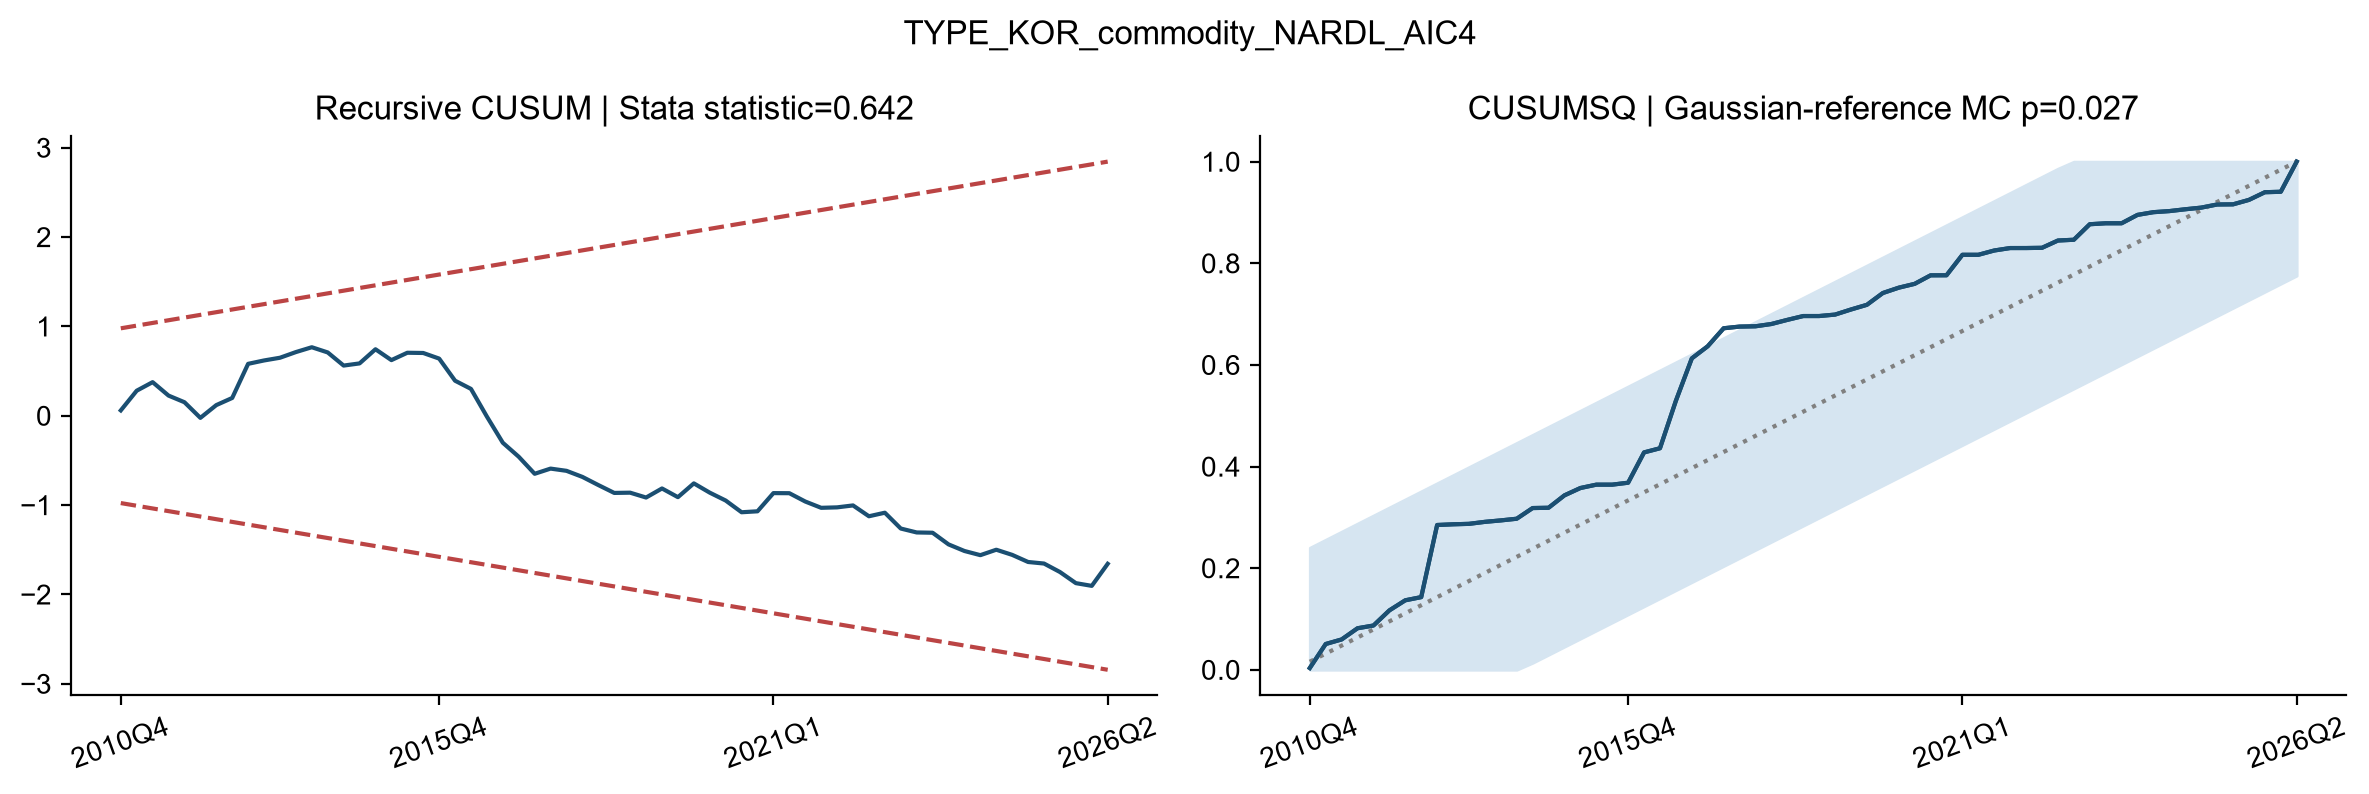 TYPE_KOR_commodity_NARDL_AIC4
Recursive CUSUM | Stata statistic=0.642
3
2
1
0
−1
−2
−3
2010Q4
2015Q4
2021Q1
2026Q2
CUSUMSQ | Gaussian-reference MC p=0.027
1.0
0.8
0.6
0.4
0.2
0.0
2010Q4
2015Q4
2021Q1
2026Q2